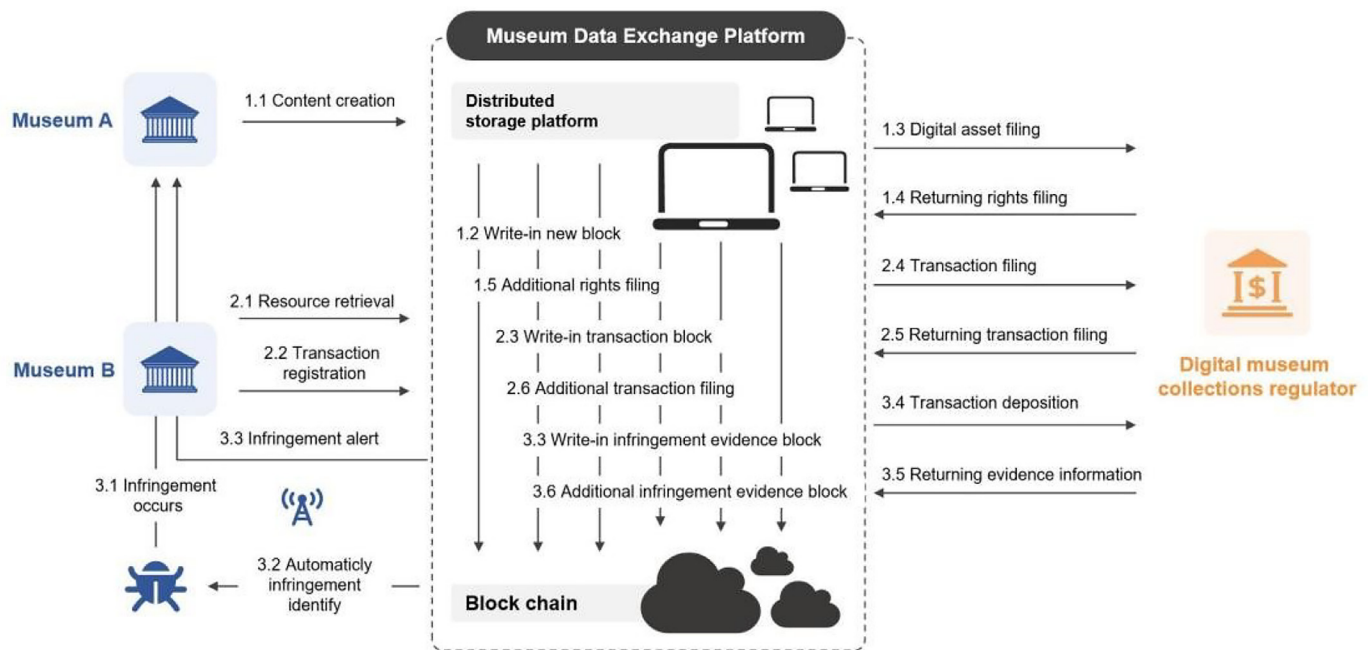 Museum Data Exchange Platform
Museum A
1.1 Content creation
Distributed
storage platform
1.3 Digital asset filing
1.4 Returning rights filing
1.2 Write-in new block
1.5 Additional rights filing
2.4 Transaction filing
2.1 Resource retrieval
2.3 Write-in transaction block
2.5 Returning transaction filing
Museum B
2.2 Transaction
registration
2.6 Additional transaction filing
$
Digital museum
collections regulator
3.4 Transaction deposition
3.3 Infringement alert
3.3 Write-in infringement evidence block
3.1 Infringement
occurs
3.6 Additional infringement evidence block
3.5 Returning evidence information
3.2 Automaticly
infringement
identify
Block chain